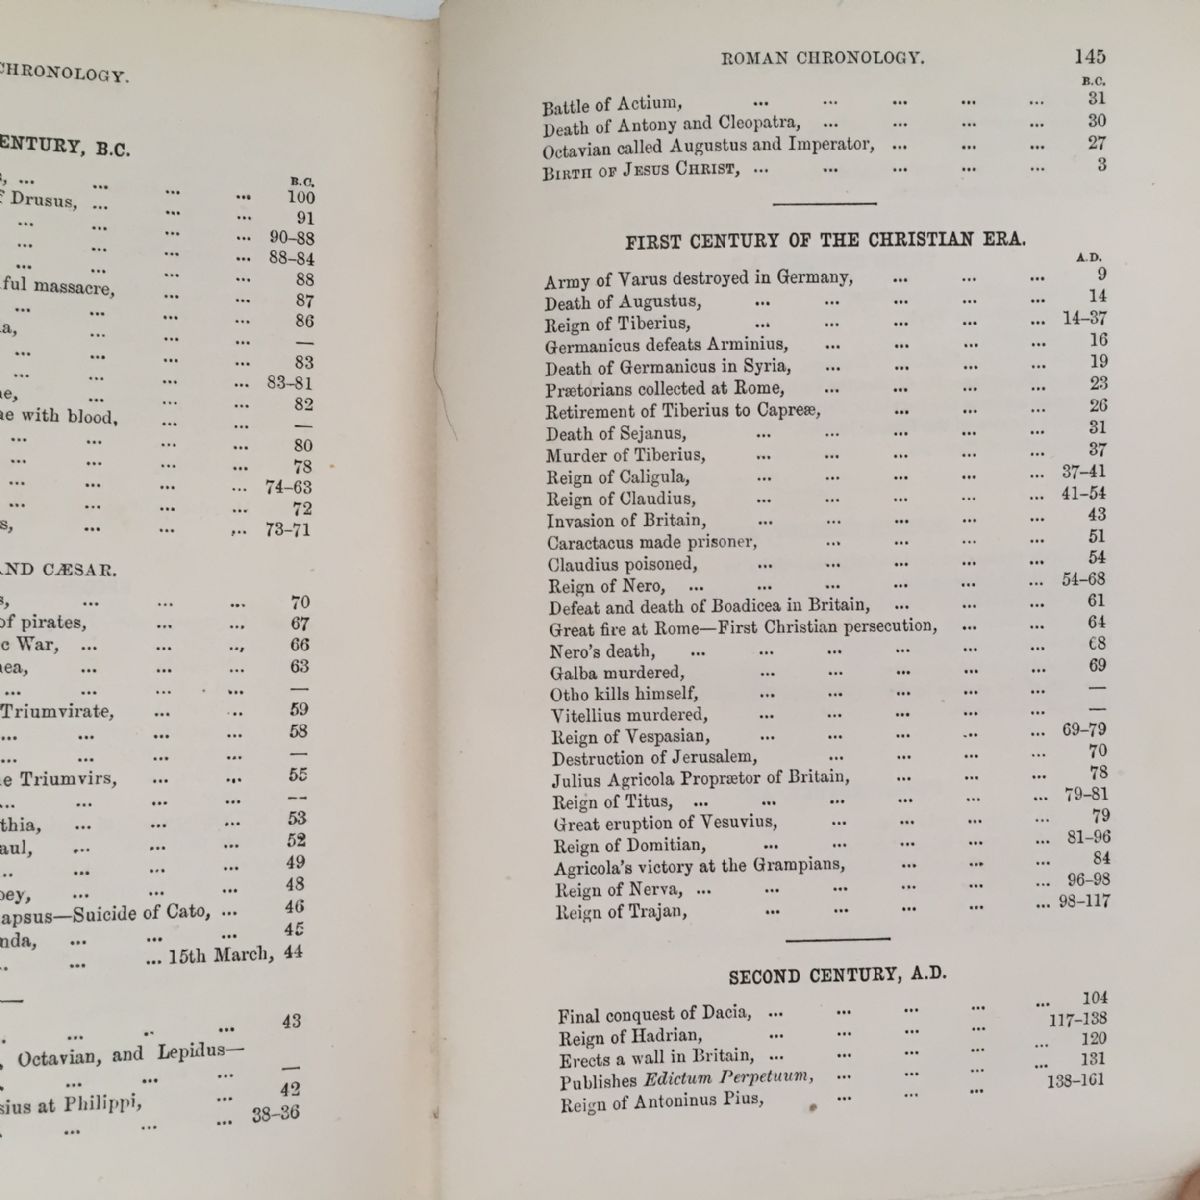 CHRONOLOGY.
CENTURY, B.C.
B.C.
... ... ... ... 100
Drusus, ... ... ... 91
... ... ... ... 90–88
... ... ... ... 88–84
... ... ... ... 88
massacre, ... ... 87
... ... ... ... 86
... ... ... —
... ... ... ... 83
... ... ... ... 83–81
... ... ... 82
with blood, ... ... —
... ... ... ... 80
... ... ... ... 78
... ... ... ... 74–63
... ... ... ... 72
... ... ... 73–71
AND CÆSAR.
... ... ... 70
of pirates, ... ... 67
War, ... ... ... 66
... ... ... 63
... ... ... ... —
Triumvirate, ... ... 59
... ... ... ... 58
... ... ... ... —
Triumvirs, ... ... 55
... ... ... ... —
... ... ... 53
... ... ... 52
... ... ... ... 49
... ... ... 48
Suicide of Cato, ... 46
... ... ... 45
... ... ... 15th March, 44
... ... ... ... 43
Octavian, and Lepidus—
... ... ... ... —
at Philippi, ... 42
... ... ... ... 38–36
ROMAN CHRONOLOGY. 145
B.C.
Battle of Actium, ... ... ... ... ... 31
Death of Antony and Cleopatra, ... ... ... ... 30
Octavian called Augustus and Imperator, ... ... ... 27
BIRTH OF JESUS CHRIST, ... ... ... ... ... 3
FIRST CENTURY OF THE CHRISTIAN ERA.
A.D.
Army of Varus destroyed in Germany, ... ... ... 9
Death of Augustus, ... ... ... ... ... 14
Reign of Tiberius, ... ... ... ... ... 14–37
Germanicus defeats Arminius, ... ... ... ... 16
Death of Germanicus in Syria, ... ... ... ... 19
Prætorians collected at Rome, ... ... ... ... 23
Retirement of Tiberius to Capreæ, ... ... ... 26
Death of Sejanus, ... ... ... ... ... 31
Murder of Tiberius, ... ... ... ... ... 37
Reign of Caligula, ... ... ... ... ... 37–41
Reign of Claudius, ... ... ... ... ... 41–54
Invasion of Britain, ... ... ... ... ... 43
Caractacus made prisoner, ... ... ... ... 51
Claudius poisoned, ... ... ... ... ... 54
Reign of Nero, ... ... ... ... ... ... 54–68
Defeat and death of Boadicea in Britain, ... ... ... 61
Great fire at Rome—First Christian persecution, ... ... 64
Nero's death, ... ... ... ... ... ... 68
Galba murdered, ... ... ... ... ... 69
Otho kills himself, ... ... ... ... ... —
Vitellius murdered, ... ... ... ... ... —
Reign of Vespasian, ... ... ... ... ... 69–79
Destruction of Jerusalem, ... ... ... ... 70
Julius Agricola Proprætor of Britain, ... ... ... 78
Reign of Titus, ... ... ... ... ... ... 79–81
Great eruption of Vesuvius, ... ... ... ... 79
Reign of Domitian, ... ... ... ... ... 81–96
Agricola's victory at the Grampians, ... ... ... 84
Reign of Nerva, ... ... ... ... ... ... 96–98
Reign of Trajan, ... ... ... ... ... 98–117
SECOND CENTURY, A.D.
Final conquest of Dacia, ... ... ... ... ... 104
Reign of Hadrian, ... ... ... ... 117–138
Erects a wall in Britain, ... ... ... ... ... 120
Publishes Edictum Perpetuum, ... ... ... ... 131
Reign of Antoninus Pius, ... ... ... 138–161